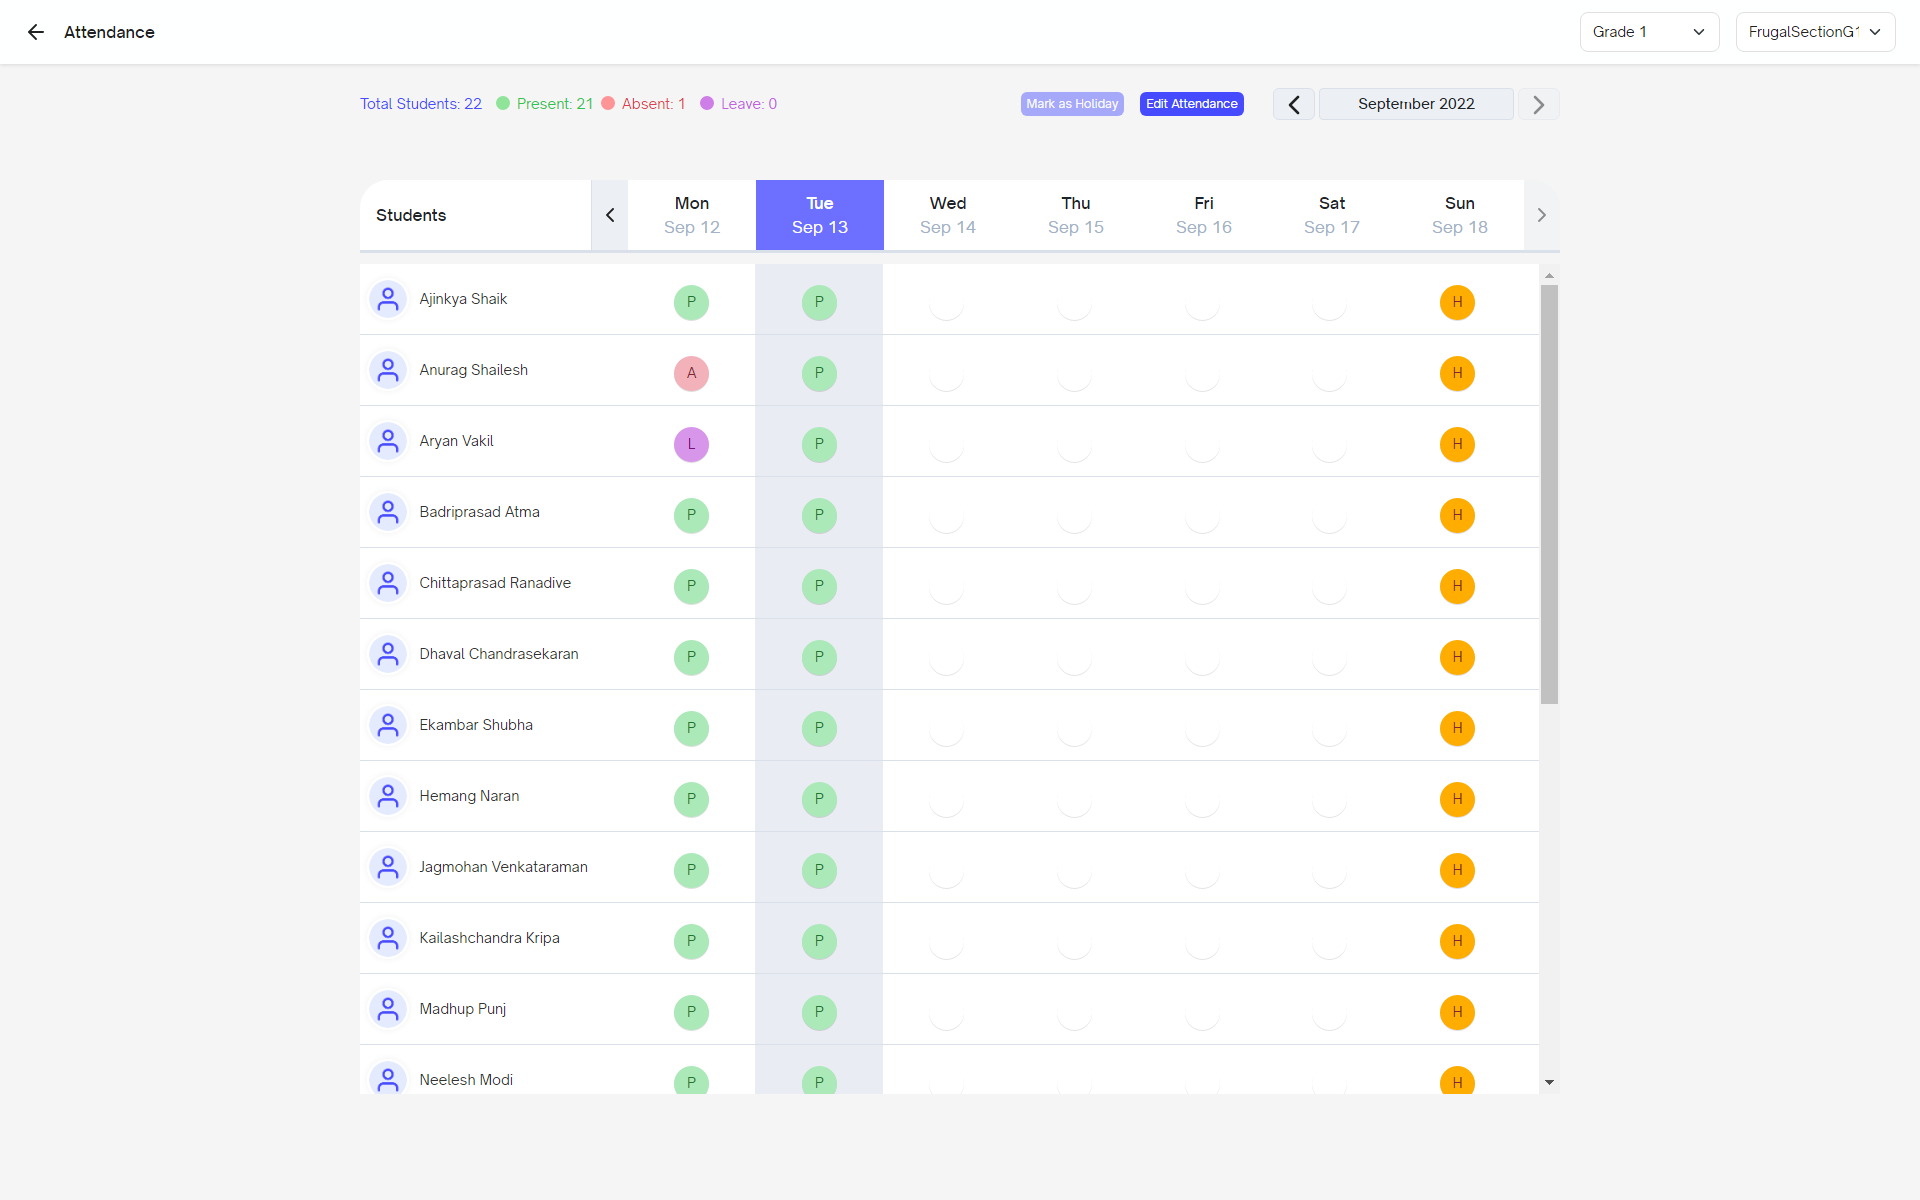 Attendance
Grade 1
FrugalSectionG1
Total Students: 22 Present: 21 Absent: 1 Leave: 0
Mark as Holiday
Edit Attendance
September 2022
Students
Mon Tue Wed Thu Fri Sat Sun
Sep 12 Sep 13 Sep 14 Sep 15 Sep 16 Sep 17 Sep 18
Ajinkya Shaik P P H
Anurag Shailesh A P H
Aryan Vakil L P H
Badriprasad Atma P P H
Chittaprasad Ranadive P P H
Dhaval Chandrasekaran P P H
Ekambar Shubha P P H
Hemang Naran P P H
Jagmohan Venkataraman P P H
Kailashchandra Kripa P P H
Madhup Punj P P H
Neelesh Modi P P H